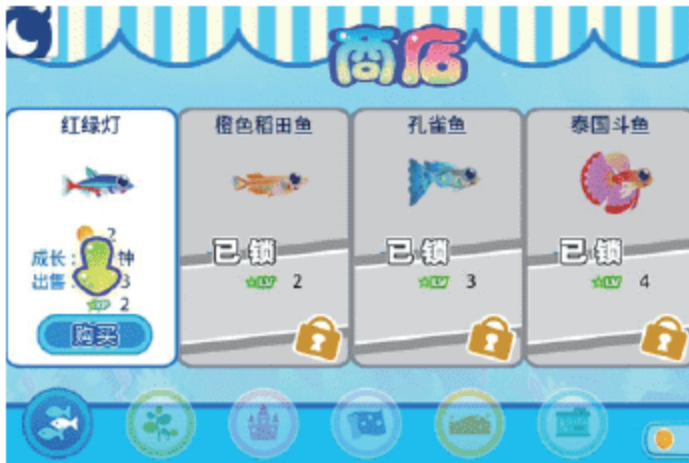 商店
红绿灯
2
成长: 钟
出售: 3
XP 2
购买
橙色稻田鱼
已锁
LV 2
孔雀鱼
已锁
LV 3
泰国斗鱼
已锁
LV 4